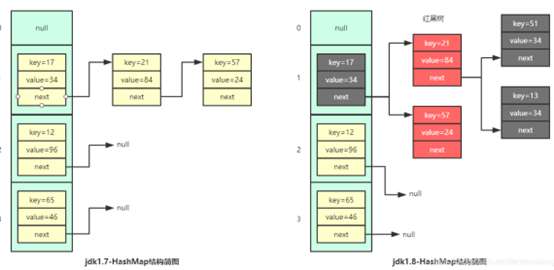 0
null
key=17
value=34
next
key=21
value=84
next
key=57
value=24
next
2
key=12
value=96
next
null
3
key=65
value=46
next
null
jdk1.7-HashMap结构简图
0
null
红黑树
1
key=17
value=34
next
key=21
value=84
next
key=51
value=34
next
key=57
value=24
next
key=13
value=34
next
2
key=12
value=96
next
null
3
key=65
value=46
next
null
jdk1.8-HashMap结构简图